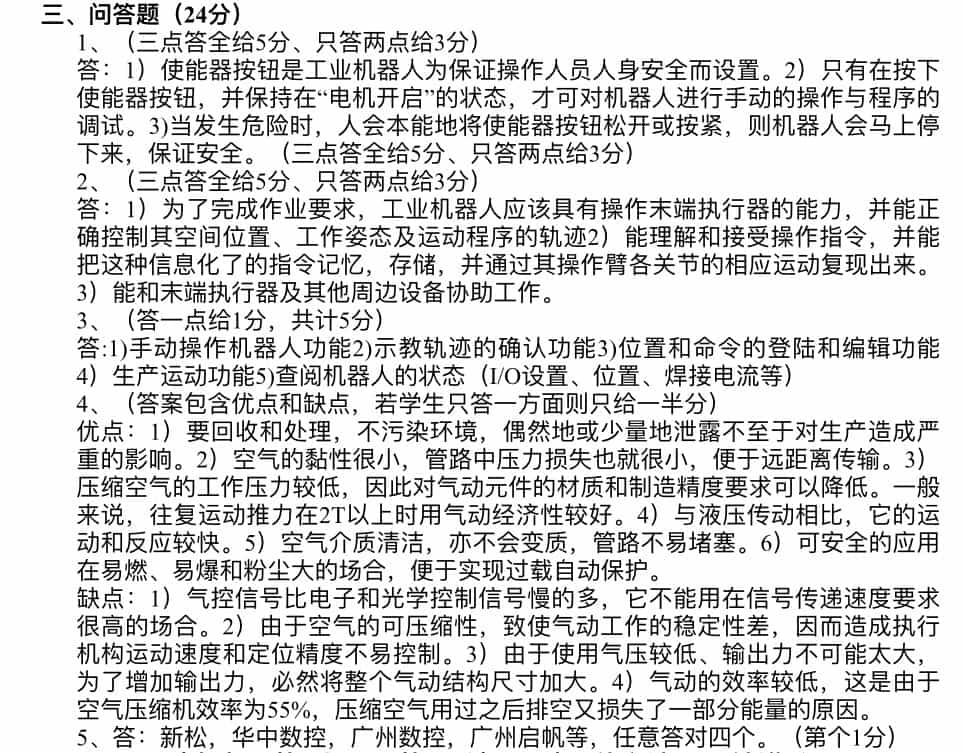 三、问答题（24分）
1、（三点答全给5分、只答两点给3分）
答：1）使能器按钮是工业机器人为保证操作人员人身安全而设置。2）只有在按下
使能器按钮，并保持在“电机开启”的状态，才可对机器人进行手动的操作与程序的
调试。3)当发生危险时，人会本能地将使能器按钮松开或按紧，则机器人会马上停
下来，保证安全。（三点答全给5分、只答两点给3分）
2、（三点答全给5分、只答两点给3分）
答：1）为了完成作业要求，工业机器人应该具有操作末端执行器的能力，并能正
确控制其空间位置、工作姿态及运动程序的轨迹2）能理解和接受操作指令，并能
把这种信息化了的指令记忆，存储，并通过其操作臂各关节的相应运动复现出来。
3）能和末端执行器及其他周边设备协助工作。
3、（答一点给1分，共计5分）
答:1)手动操作机器人功能2)示教轨迹的确认功能3)位置和命令的登陆和编辑功能
4）生产运动功能5)查阅机器人的状态（I/O设置、位置、焊接电流等）
4、（答案包含优点和缺点，若学生只答一方面则只给一半分）
优点：1）要回收和处理，不污染环境，偶然地或少量地泄露不至于对生产造成严
重的影响。2）空气的黏性很小，管路中压力损失也就很小，便于远距离传输。3）
压缩空气的工作压力较低，因此对气动元件的材质和制造精度要求可以降低。一般
来说，往复运动推力在2T以上时用气动经济性较好。4）与液压传动相比，它的运
动和反应较快。5）空气介质清洁，亦不会变质，管路不易堵塞。6）可安全的应用
在易燃、易爆和粉尘大的场合，便于实现过载自动保护。
缺点：1）气控信号比电子和光学控制信号慢的多，它不能用在信号传递速度要求
很高的场合。2）由于空气的可压缩性，致使气动工作的稳定性差，因而造成执行
机构运动速度和定位精度不易控制。3）由于使用气压较低、输出力不可能太大，
为了增加输出力，必然将整个气动结构尺寸加大。4）气动的效率较低，这是由于
空气压缩机效率为55%，压缩空气用过之后排空又损失了一部分能量的原因。
5、答：新松，华中数控，广州数控，广州启帆等，任意答对四个。（第个1分）